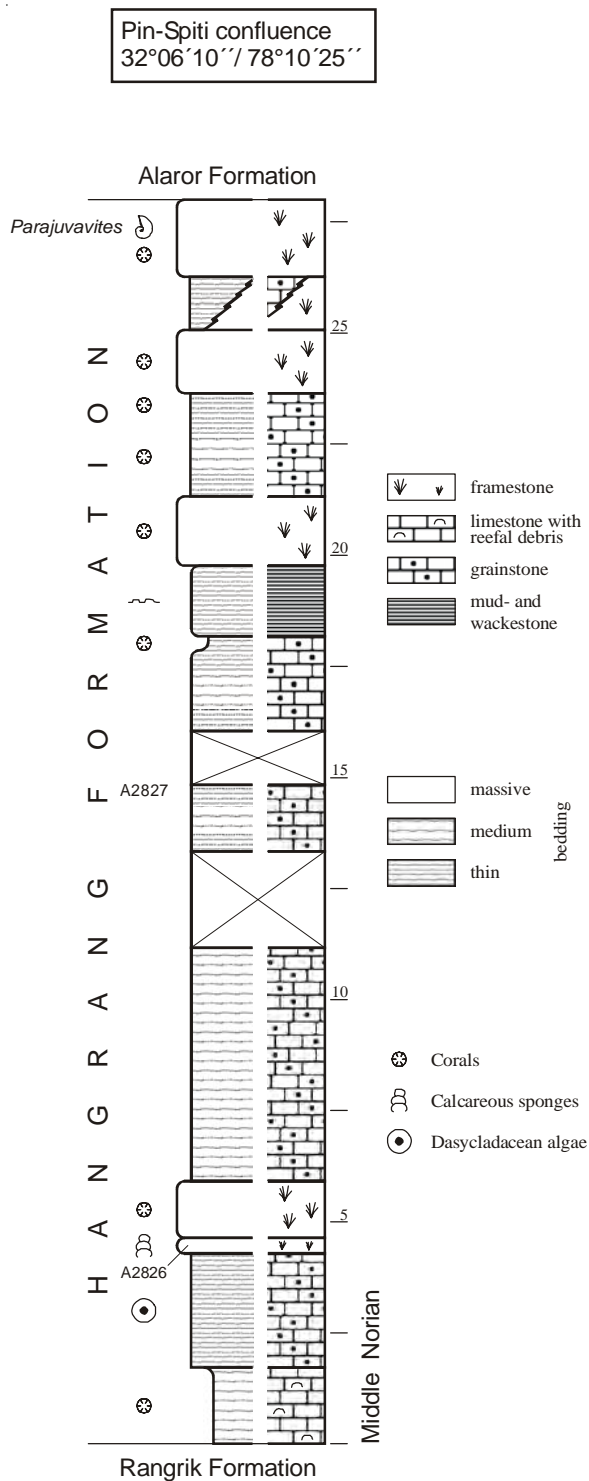 Pin-Spiti confluence
32°06´10´´/ 78°10´25´´
Alaror Formation
Parajuvavites
25
20
A2827
15
10
5
A2826
HANGRANG FORMATION
Middle Norian
Rangrik Formation
framestone
limestone with
reefal debris
grainstone
mud- and
wackestone
massive
medium
thin
bedding
Corals
Calcareous sponges
Dasycladacean algae